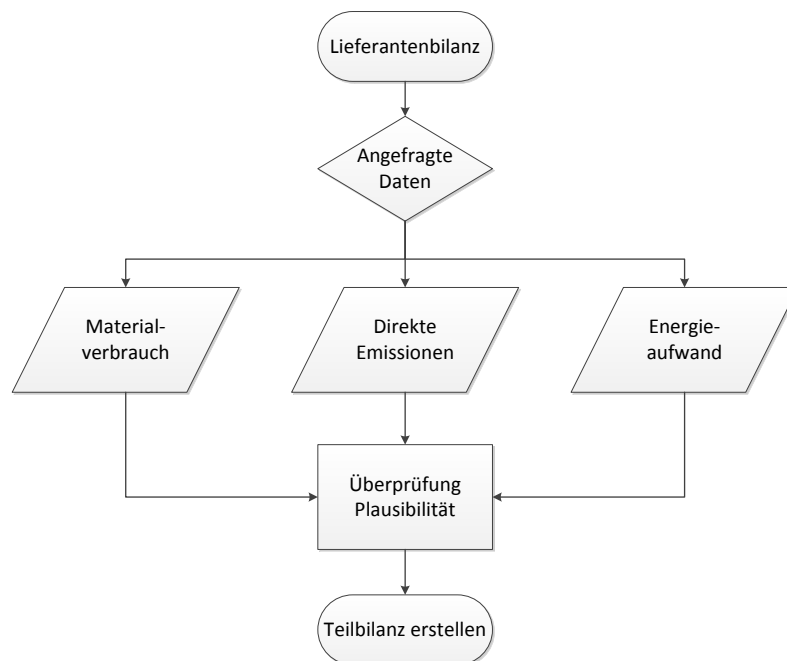 Lieferantenbilanz
Angefragte
Daten
Material-
verbrauch
Direkte
Emissionen
Energie-
aufwand
Überprüfung
Plausibilität
Teilbilanz erstellen